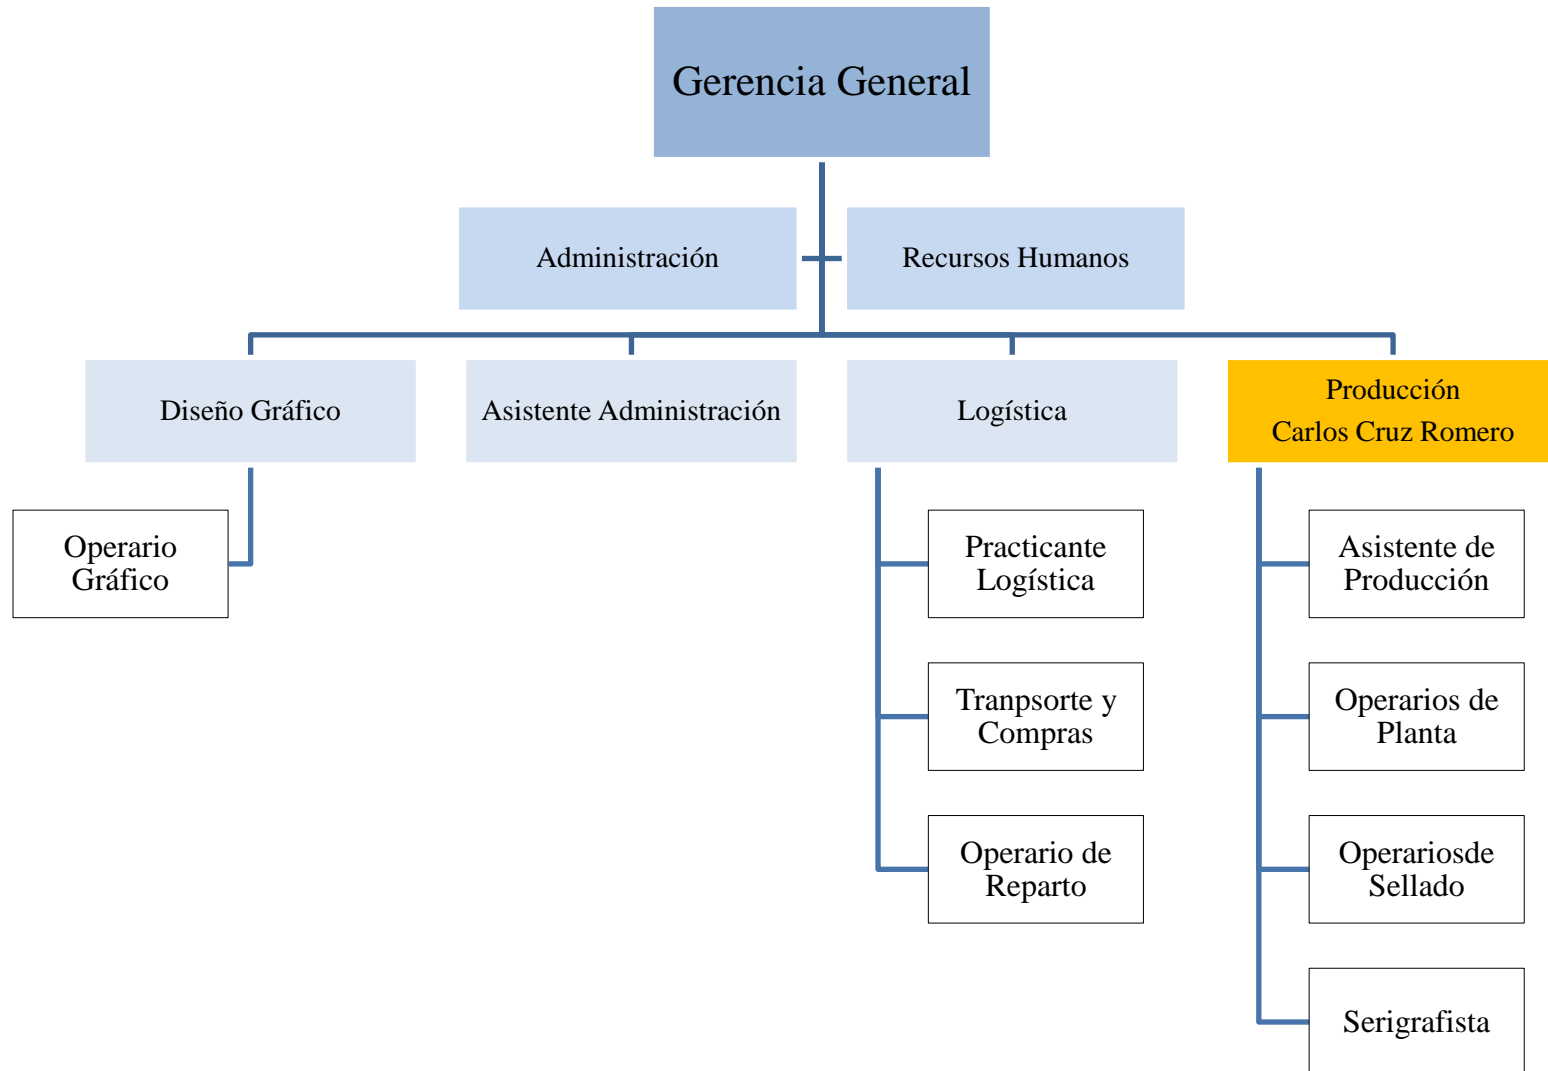 Gerencia General
Administración
Recursos Humanos
Diseño Gráfico
Asistente Administración
Logística
Producción
Carlos Cruz Romero
Operario
Gráfico
Practicante
Logística
Tranpsorte y
Compras
Operario de
Reparto
Asistente de
Producción
Operarios de
Planta
Operariosde
Sellado
Serigrafista